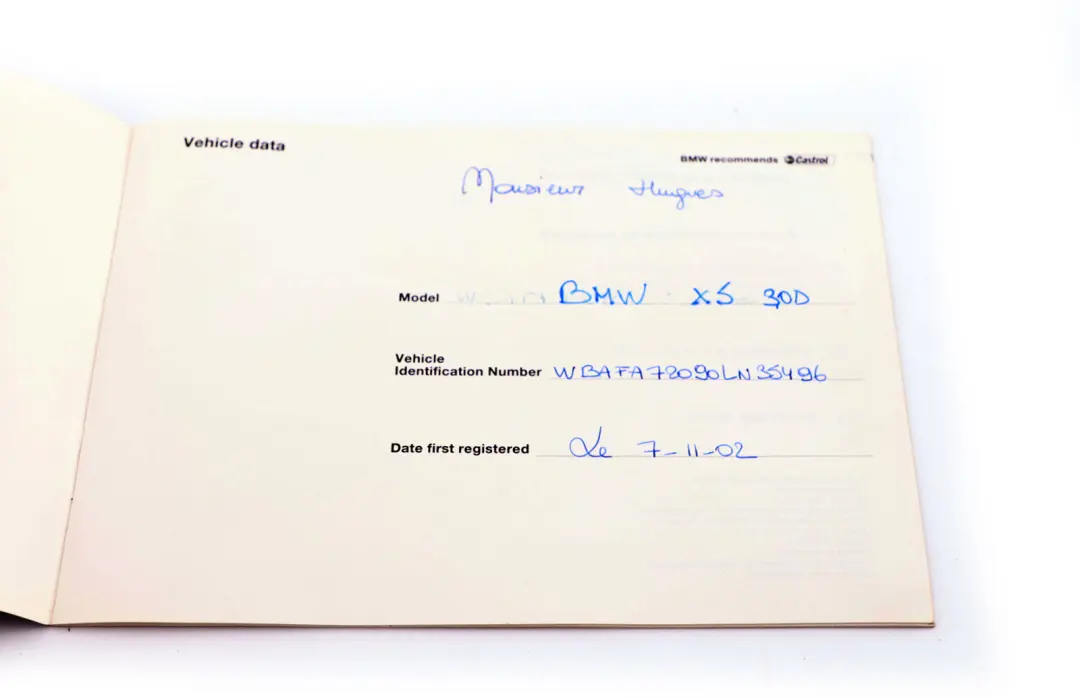 Vehicle data
BMW recommends Castrol
Monsieur Hugues
Model BMW X5 30D
Vehicle
Identification Number WBAFA72090LN35496
Date first registered Le 7-11-02